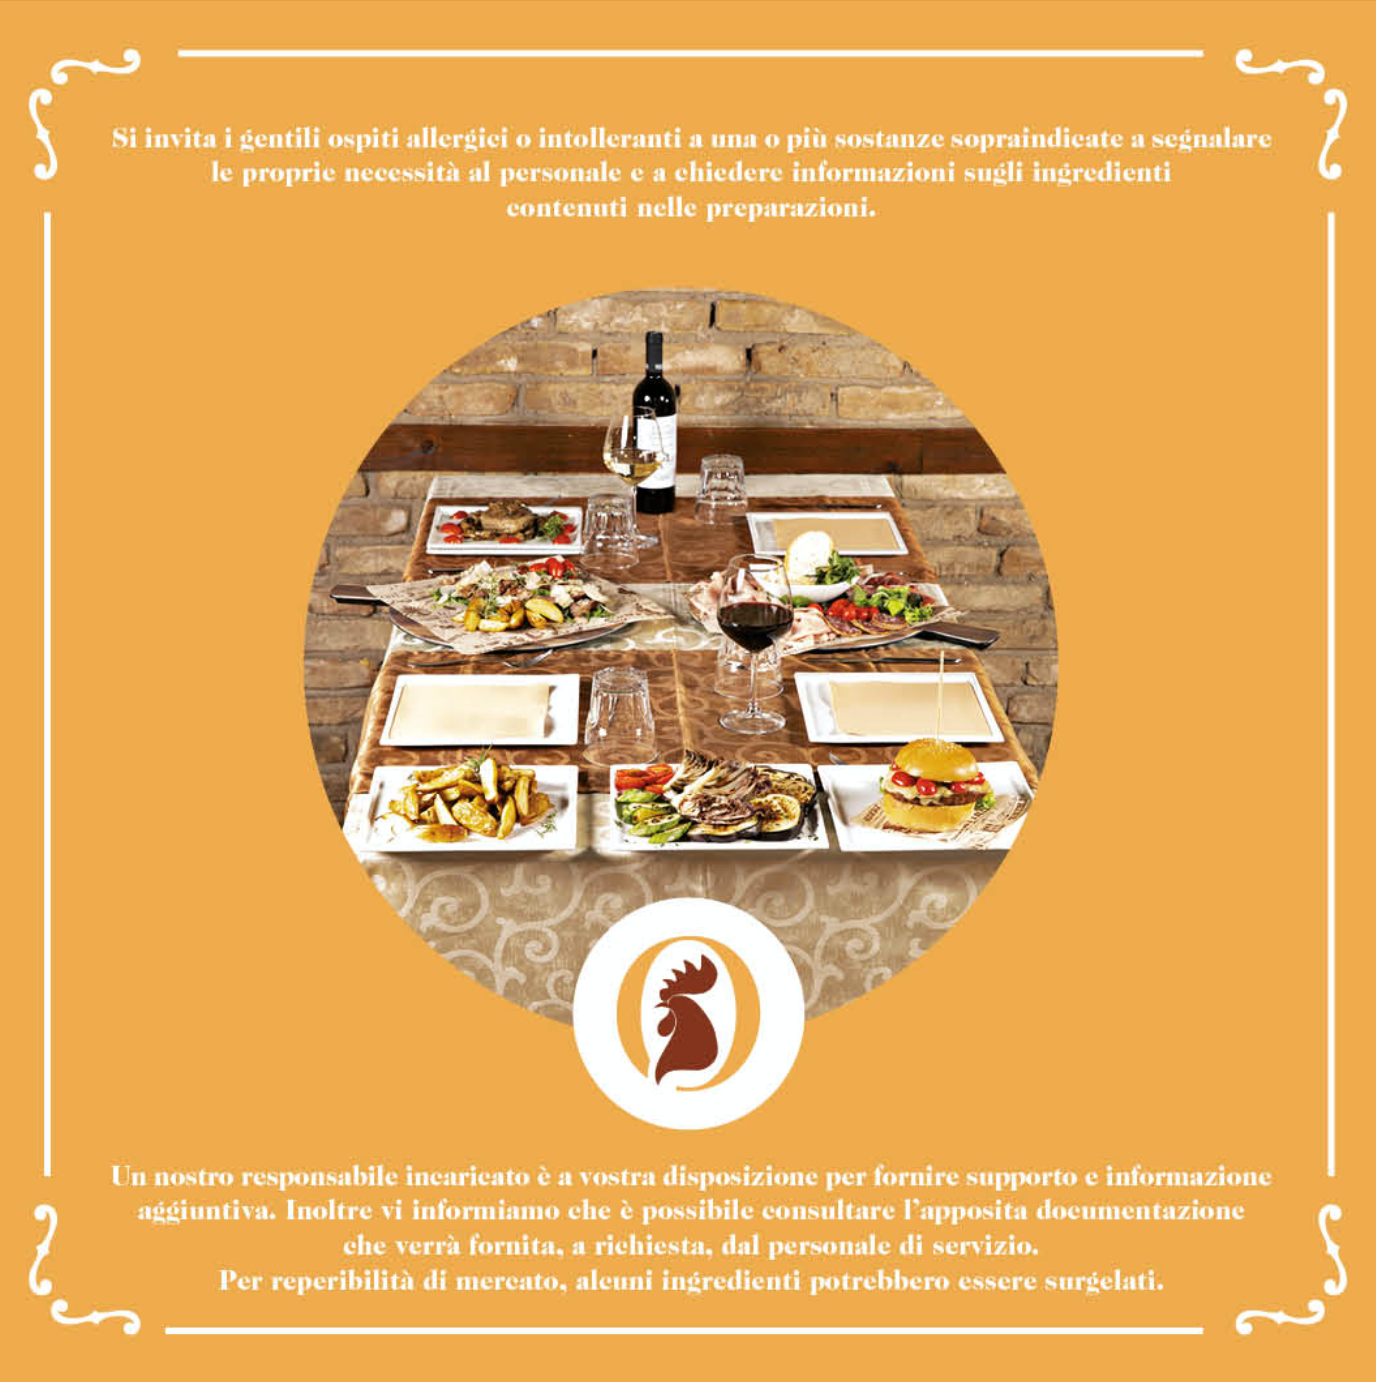 Si invita i gentili ospiti allergici o intolleranti a una o più sostanze sopraindicate a segnalare
le proprie necessità al personale e a chiedere informazioni sugli ingredienti
contenuti nelle preparazioni.
Un nostro responsabile incaricato è a vostra disposizione per fornire supporto e informazione
aggiuntiva. Inoltre vi informiamo che è possibile consultare l'apposita documentazione
che verrà fornita, a richiesta, dal personale di servizio.
Per reperibilità di mercato, alcuni ingredienti potrebbero essere surgelati.